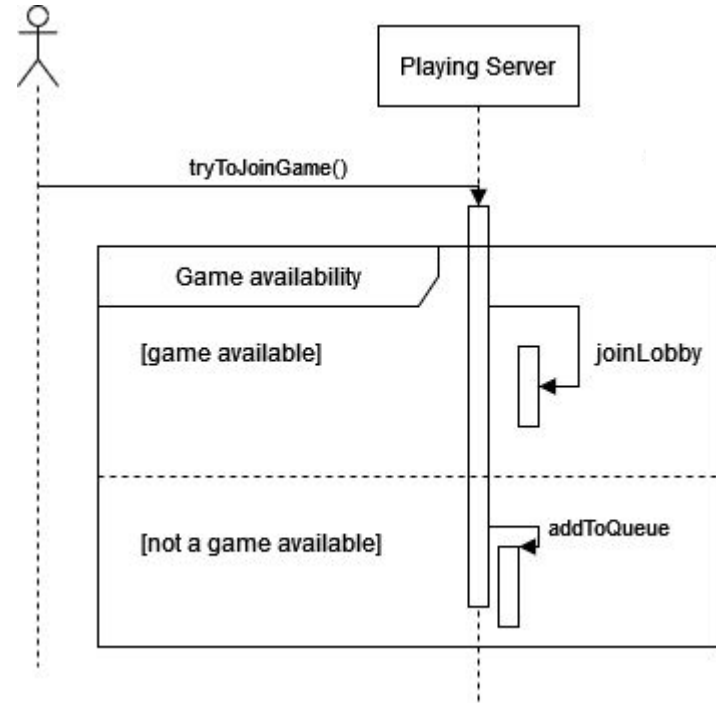 Playing Server
tryToJoinGame()
Game availability
[game available]
joinLobby
[not a game available]
addToQueue